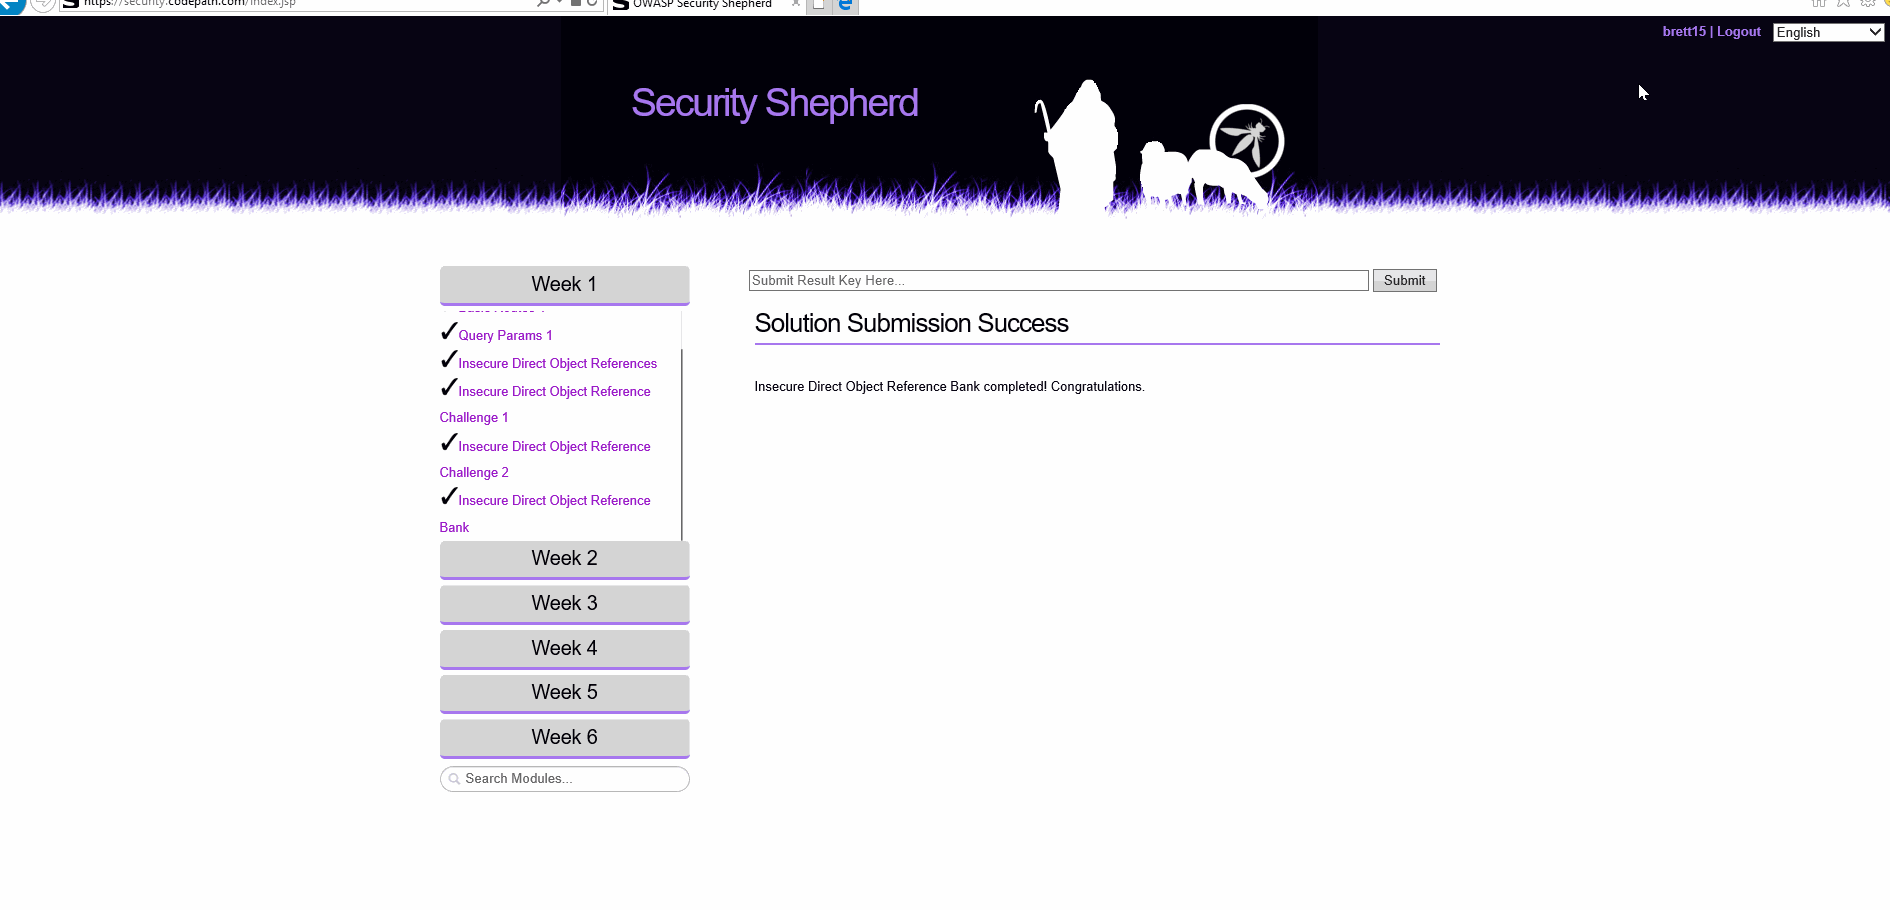 https://security.codepath.com/index.jsp
OWASP Security Shepherd
brett15 | Logout
English
Security Shepherd
Week 1
Submit Result Key Here...
Submit
Solution Submission Success
Query Params 1
Insecure Direct Object References
Insecure Direct Object Reference
Challenge 1
Insecure Direct Object Reference
Challenge 2
Insecure Direct Object Reference
Bank
Insecure Direct Object Reference Bank completed! Congratulations.
Week 2
Week 3
Week 4
Week 5
Week 6
Search Modules...